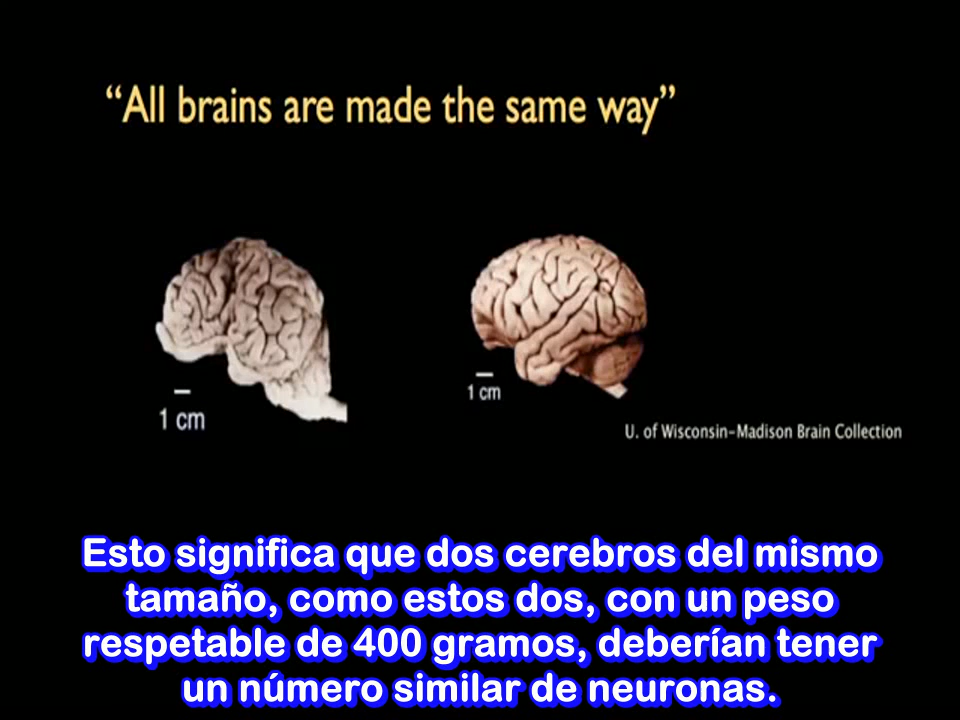 “All brains are made the same way”
1 cm
1 cm
U. of Wisconsin-Madison Brain Collection
Esto significa que dos cerebros del mismo
tamaño, como estos dos, con un peso
respetable de 400 gramos, deberían tener
un número similar de neuronas.